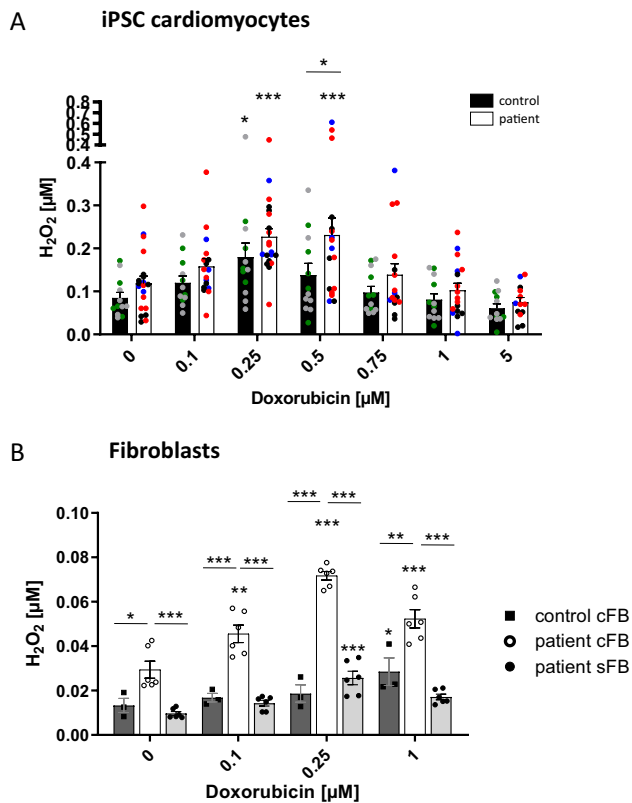 A iPSC cardiomyocytes
0.8
0.7
0.6
0.5
0.4
0.4
0.3
0.2
0.1
0.0
H₂O₂ [µM]
*
***
*
***
control
patient
0 0.1 0.25 0.5 0.75 1 5
Doxorubicin [µM]
B Fibroblasts
0.10
0.08
0.06
0.04
0.02
0.00
H₂O₂ [µM]
* ***
*** ***
**
*** ***
***
***
** ***
***
*
control cFB
patient cFB
patient sFB
0 0.1 0.25 1
Doxorubicin [µM]